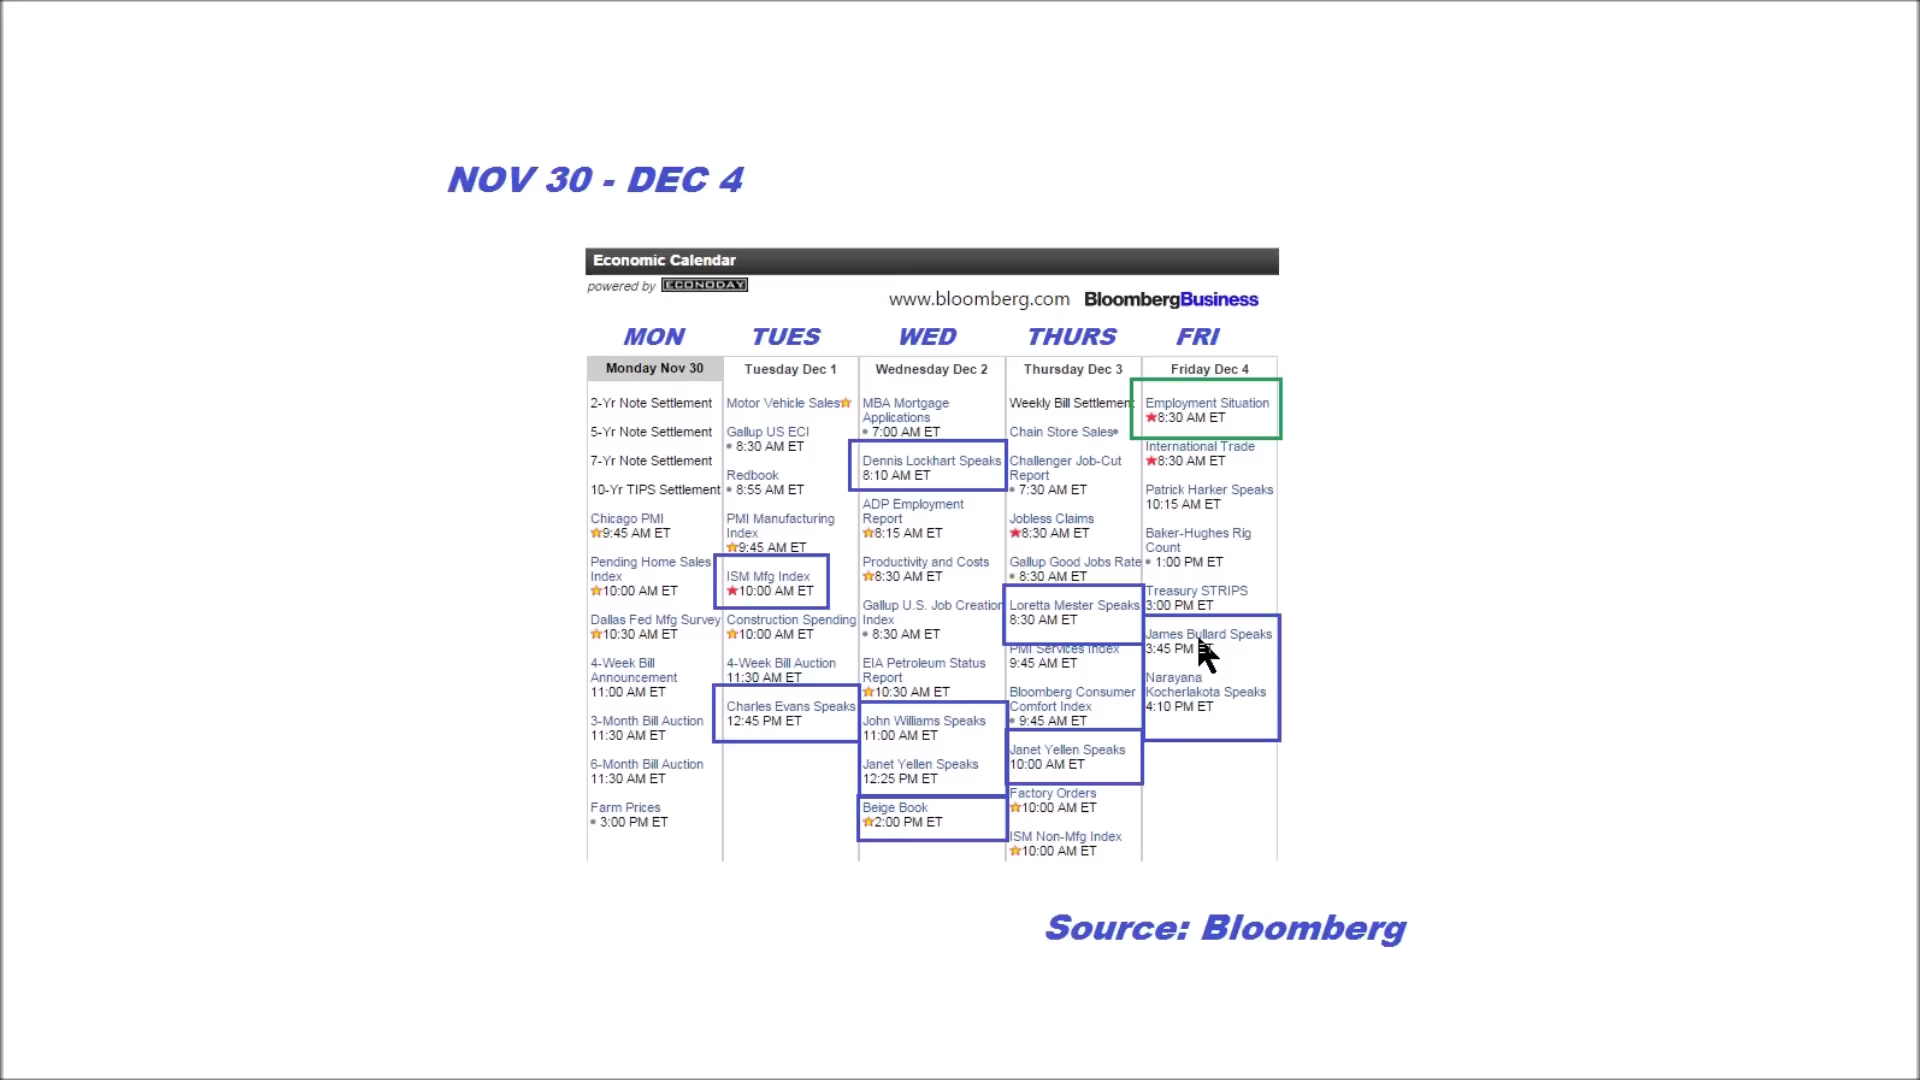 NOV 30 - DEC 4
Economic Calendar
powered by ECONODAY
www.bloomberg.com BloombergBusiness
MON TUES WED THURS FRI
Monday Nov 30
2-Yr Note Settlement
5-Yr Note Settlement
7-Yr Note Settlement
10-Yr TIPS Settlement
Chicago PMI
9:45 AM ET
Pending Home Sales
Index
10:00 AM ET
Dallas Fed Mfg Survey
10:30 AM ET
4-Week Bill
Announcement
11:00 AM ET
3-Month Bill Auction
11:30 AM ET
6-Month Bill Auction
11:30 AM ET
Farm Prices
3:00 PM ET
Tuesday Dec 1
Motor Vehicle Sales
Gallup US ECI
8:30 AM ET
Redbook
8:55 AM ET
PMI Manufacturing
Index
9:45 AM ET
ISM Mfg Index
10:00 AM ET
Construction Spending
10:00 AM ET
4-Week Bill Auction
11:30 AM ET
Charles Evans Speaks
12:45 PM ET
Wednesday Dec 2
MBA Mortgage
Applications
7:00 AM ET
Dennis Lockhart Speaks
8:10 AM ET
ADP Employment
Report
8:15 AM ET
Productivity and Costs
8:30 AM ET
Gallup U.S. Job Creation
Index
8:30 AM ET
EIA Petroleum Status
Report
10:30 AM ET
John Williams Speaks
11:00 AM ET
Janet Yellen Speaks
12:25 PM ET
Beige Book
2:00 PM ET
Thursday Dec 3
Weekly Bill Settlement
Chain Store Sales
Challenger Job-Cut
Report
7:30 AM ET
Jobless Claims
8:30 AM ET
Gallup Good Jobs Rate
8:30 AM ET
Loretta Mester Speaks
8:30 AM ET
PMI Services Index
9:45 AM ET
Bloomberg Consumer
Comfort Index
9:45 AM ET
Janet Yellen Speaks
10:00 AM ET
Factory Orders
10:00 AM ET
ISM Non-Mfg Index
10:00 AM ET
Friday Dec 4
Employment Situation
8:30 AM ET
International Trade
8:30 AM ET
Patrick Harker Speaks
10:15 AM ET
Baker-Hughes Rig
Count
1:00 PM ET
Treasury STRIPS
3:00 PM ET
James Bullard Speaks
3:45 PM ET
Narayana
Kocherlakota Speaks
4:10 PM ET
Source: Bloomberg